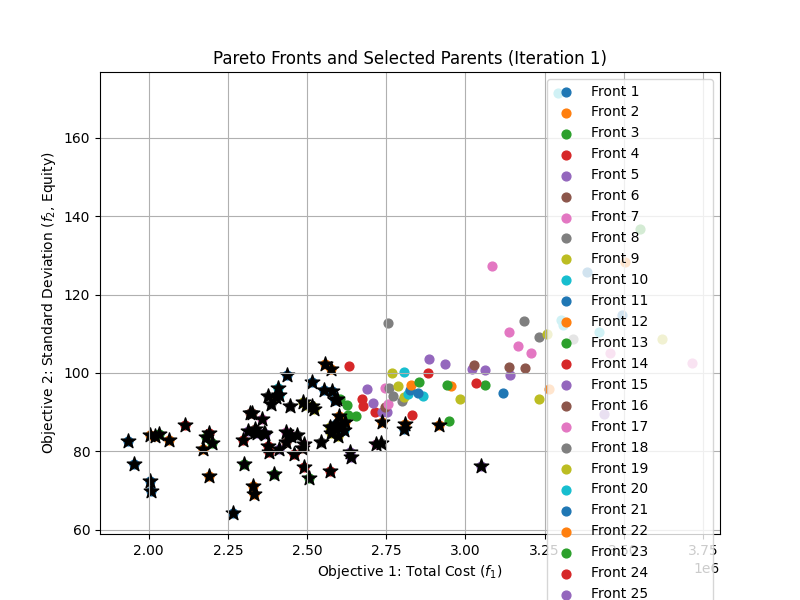 Pareto Fronts and Selected Parents (Iteration 1)
Objective 2: Standard Deviation (f₂, Equity)
160
140
120
100
80
60
2.00
2.25
2.50
2.75
3.00
3.25
3.50
3.75
1e6
Objective 1: Total Cost (f₁)
Front 1
Front 2
Front 3
Front 4
Front 5
Front 6
Front 7
Front 8
Front 9
Front 10
Front 11
Front 12
Front 13
Front 14
Front 15
Front 16
Front 17
Front 18
Front 19
Front 20
Front 21
Front 22
Front 23
Front 24
Front 25